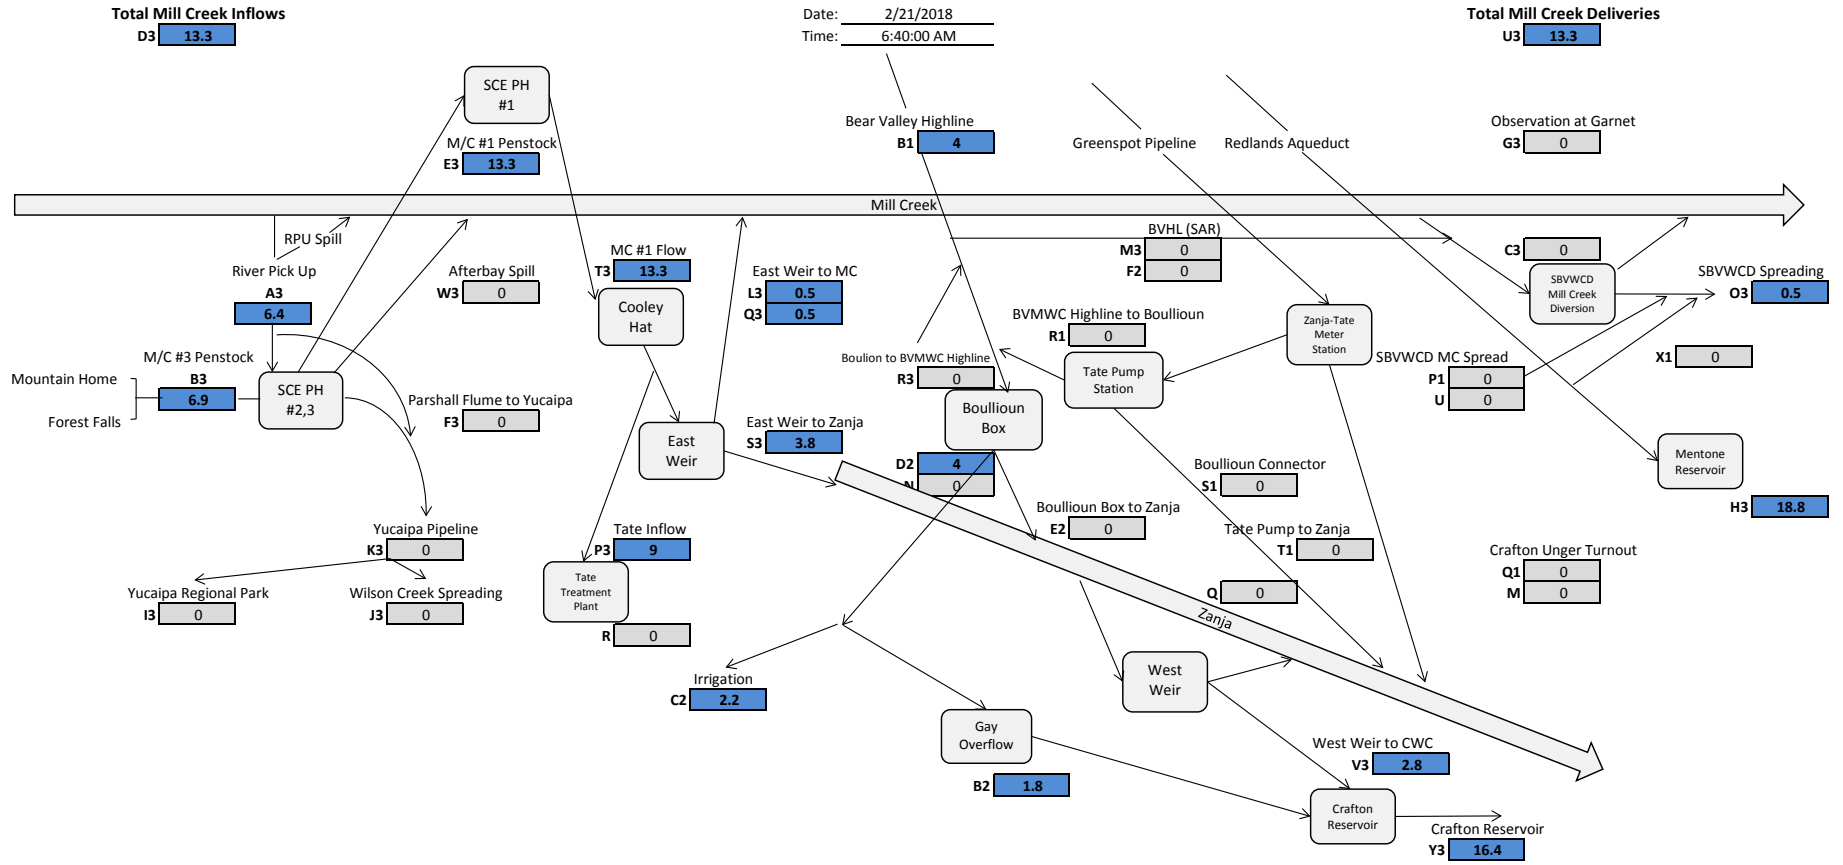 Total Mill Creek Inflows
D3 13.3
Date: 2/21/2018
Time: 6:40:00 AM
Total Mill Creek Deliveries
U3 13.3
SCE PH
#1
M/C #1 Penstock
E3 13.3
Bear Valley Highline
B1 4
Greenspot Pipeline
Redlands Aqueduct
Observation at Garnet
G3 0
Mill Creek
RPU Spill
River Pick Up
A3
6.4
Afterbay Spill
W3 0
MC #1 Flow
T3 13.3
Cooley
Hat
East Weir to MC
L3 0.5
Q3 0.5
BVHL (SAR)
M3 0
F2 0
C3 0
SBVWCD
Mill Creek
Diversion
SBVWCD Spreading
O3 0.5
BVMWC Highline to Boullioun
R1 0
Zanja-Tate
Meter
Station
M/C #3 Penstock
B3
6.9
Mountain Home
Forest Falls
SCE PH
#2,3
Boulion to BVMWC Highline
R3 0
Tate Pump
Station
SBVWCD MC Spread
P1 0
U 0
X1 0
Parshall Flume to Yucaipa
F3 0
East
Weir
East Weir to Zanja
S3 3.8
Boullioun
Box
D2 4
N 0
Boullioun Connector
S1 0
Mentone
Reservoir
H3 18.8
Boullioun Box to Zanja
E2 0
Tate Pump to Zanja
T1 0
Yucaipa Pipeline
K3 0
Tate Inflow
P3 9
Tate
Treatment
Plant
R 0
Crafton Unger Turnout
Q1 0
M 0
Yucaipa Regional Park
I3 0
Wilson Creek Spreading
J3 0
Q 0
Zanja
Irrigation
C2 2.2
West
Weir
Gay
Overflow
B2 1.8
West Weir to CWC
V3 2.8
Crafton
Reservoir
Crafton Reservoir
Y3 16.4